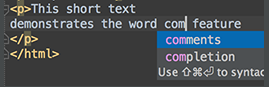 <p>This short text
demonstrates the word com feature
</p>
</html>
comments
completion
Use ⇧⌘⏎ to syntac